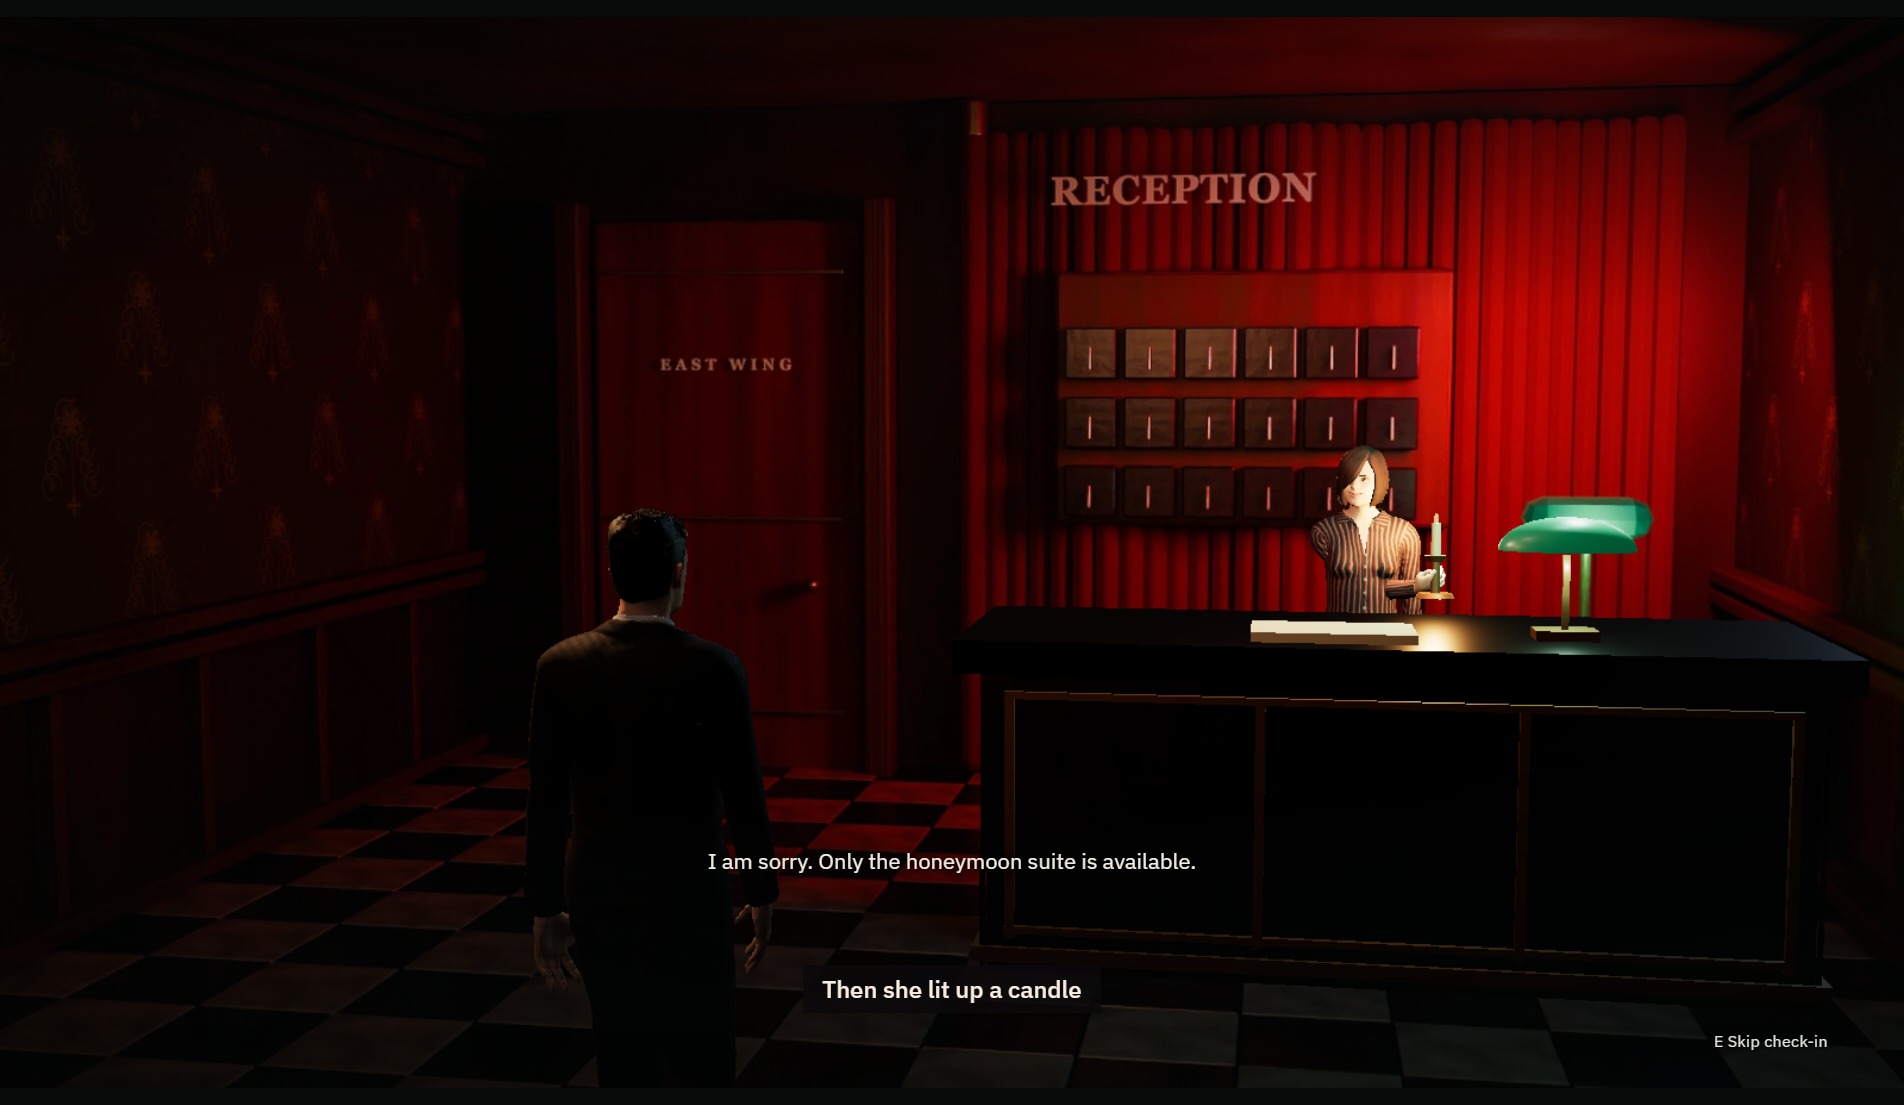 RECEPTION
EAST WING
I am sorry. Only the honeymoon suite is available.
Then she lit up a candle
E Skip check-in